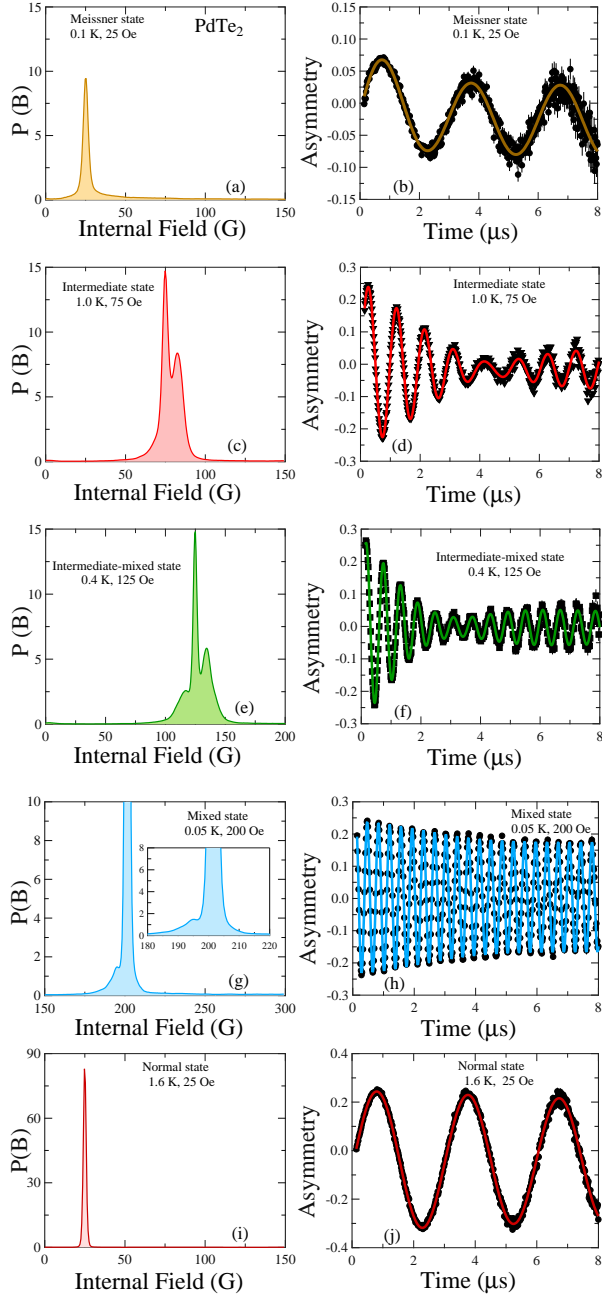 Meissner state
0.1 K, 25 Oe
PdTe₂
15
10
5
0
P (B)
(a)
0 50 100 150
Internal Field (G)
Meissner state
0.1 K, 25 Oe
0.15
0.10
0.05
0.00
-0.05
-0.10
-0.15
Asymmetry
(b)
0 2 4 6 8
Time (μs)
Intermediate state
1.0 K, 75 Oe
15
10
5
0
P (B)
(c)
0 50 100 150
Internal Field (G)
Intermediate state
1.0 K, 75 Oe
0.3
0.2
0.1
0.0
-0.1
-0.2
-0.3
Asymmetry
(d)
0 2 4 6 8
Time (μs)
Intermediate-mixed state
0.4 K, 125 Oe
15
10
5
0
P (B)
(e)
0 50 100 150 200
Internal Field (G)
Intermediate-mixed state
0.4 K, 125 Oe
0.3
0.2
0.1
0.0
-0.1
-0.2
-0.3
Asymmetry
(f)
0 2 4 6 8
Time (μs)
Mixed state
0.05 K, 200 Oe
10
8
6
4
2
0
P(B)
8
6
4
2
0
180 190 200 210 220
(g)
150 200 250 300
Internal Field (G)
Mixed state
0.05 K, 200 Oe
0.3
0.2
0.1
0.0
-0.1
-0.2
-0.3
Asymmetry
(h)
0 2 4 6 8
Time (μs)
90
60
30
0
P(B)
(i)
0 50 100 150
Internal Field (G)
Normal state
1.6 K, 25 Oe
0.4
0.2
0.0
-0.2
-0.4
Asymmetry
(j)
0 2 4 6 8
Time (μs)